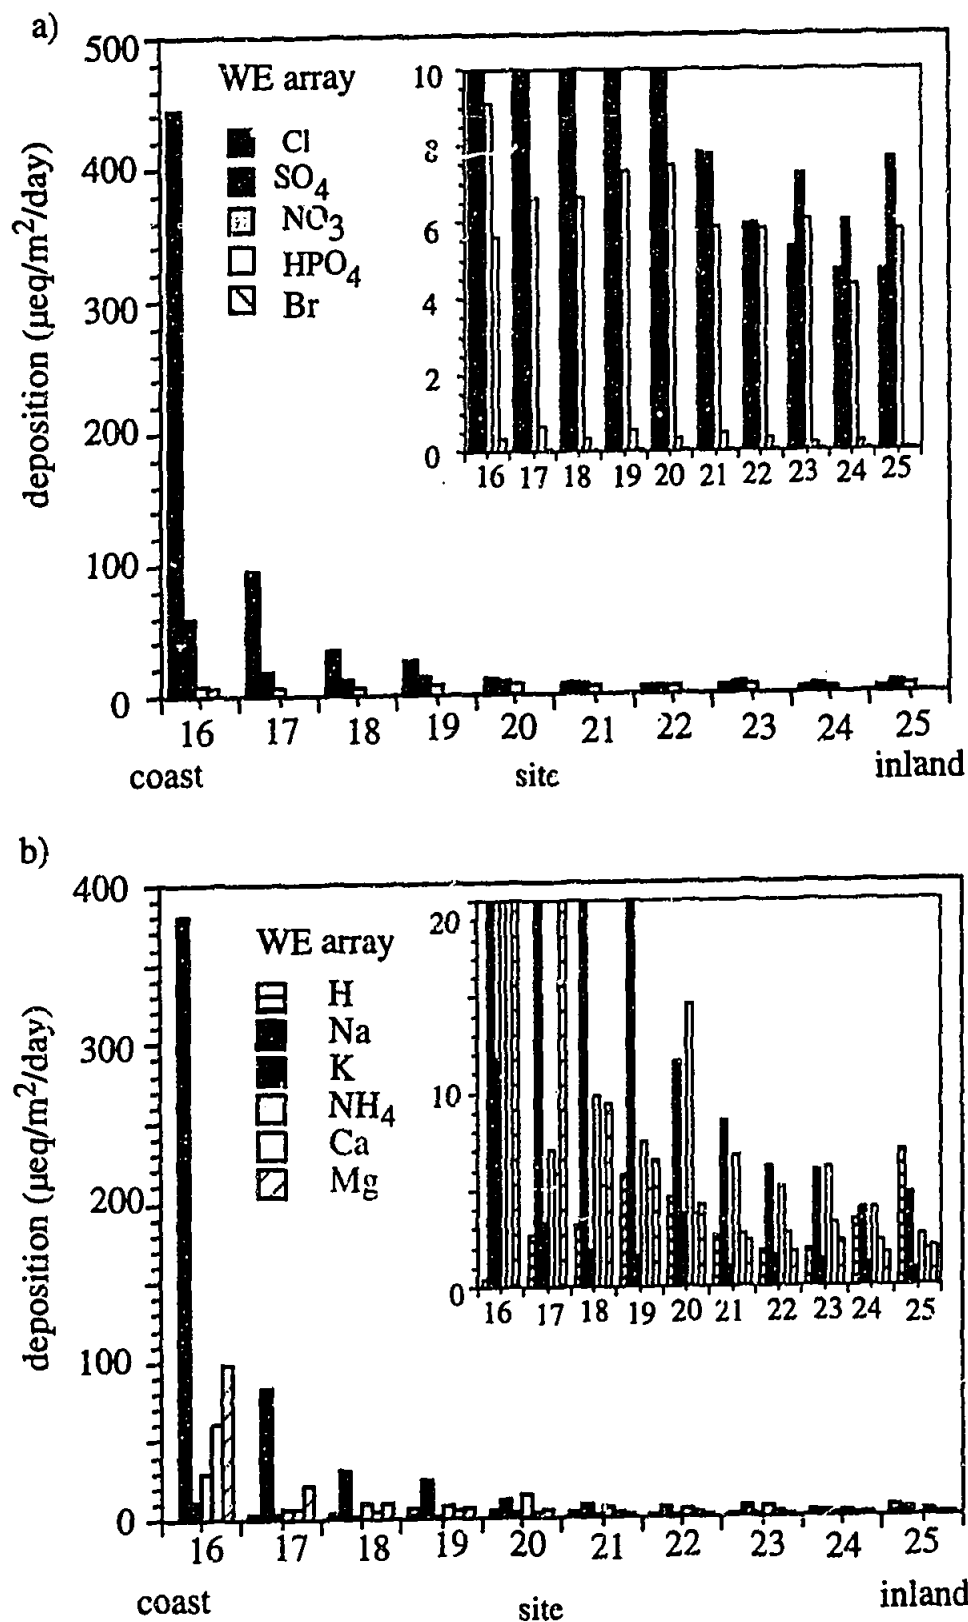 a)
500
400
300
200
100
0
deposition (µeq/m²/day)
WE array
Cl
SO₄
NO₃
HPO₄
Br
10
8
6
4
2
0
16 17 18 19 20 21 22 23 24 25
16 17 18 19 20 21 22 23 24 25
coast site inland
b)
400
300
200
100
0
deposition (µeq/m²/day)
WE array
H
Na
K
NH₄
Ca
Mg
20
10
0
16 17 18 19 20 21 22 23 24 25
16 17 18 19 20 21 22 23 24 25
coast site inland